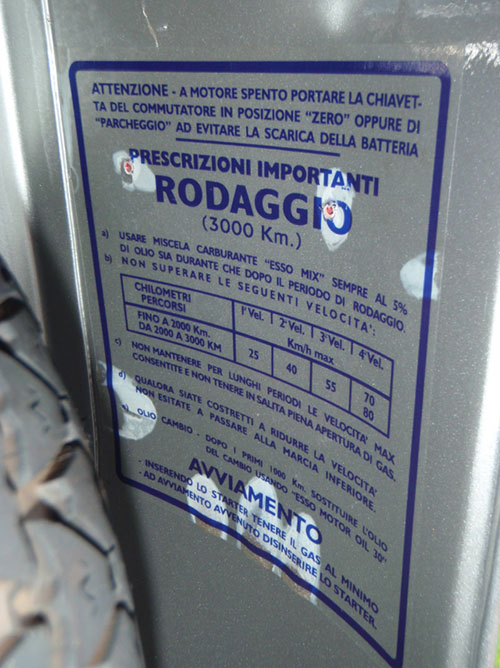 ATTENZIONE - A MOTORE SPENTO PORTARE LA CHIAVET-
TA DEL COMMUTATORE IN POSIZIONE "ZERO" OPPURE DI
"PARCHEGGIO" AD EVITARE LA SCARICA DELLA BATTERIA
PRESCRIZIONI IMPORTANTI
RODAGGIO
(3000 Km.)
a) USARE MISCELA CARBURANTE "ESSO MIX" SEMPRE AL 5%
DI OLIO SIA DURANTE CHE DOPO IL PERIODO DI RODAGGIO.
b) NON SUPERARE LE SEGUENTI VELOCITA':
CHILOMETRI PERCORSI
1ª Vel. 2ª Vel. 3ª Vel. 4ª Vel.
Km/h max
FINO A 2000 Km. 25 40 55 70
DA 2000 A 3000 KM 80
c) NON MANTENERE PER LUNGHI PERIODI LE VELOCITA' MAX
CONSENTITE E NON TENERE IN SALITA PIENA APERTURA DI GAS.
d) QUALORA SIATE COSTRETTI A RIDURRE LA VELOCITA'
NON ESITATE A PASSARE ALLA MARCIA INFERIORE.
e) OLIO CAMBIO - DOPO I PRIMI 1000 Km. SOSTITUIRE L'OLIO
DEL CAMBIO USANDO "ESSO MOTOR OIL 30"
AVVIAMENTO
- INSERENDO LO STARTER TENERE IL GAS AL MINIMO
- AD AVVIAMENTO AVVENUTO DISINSERIRE LO STARTER.